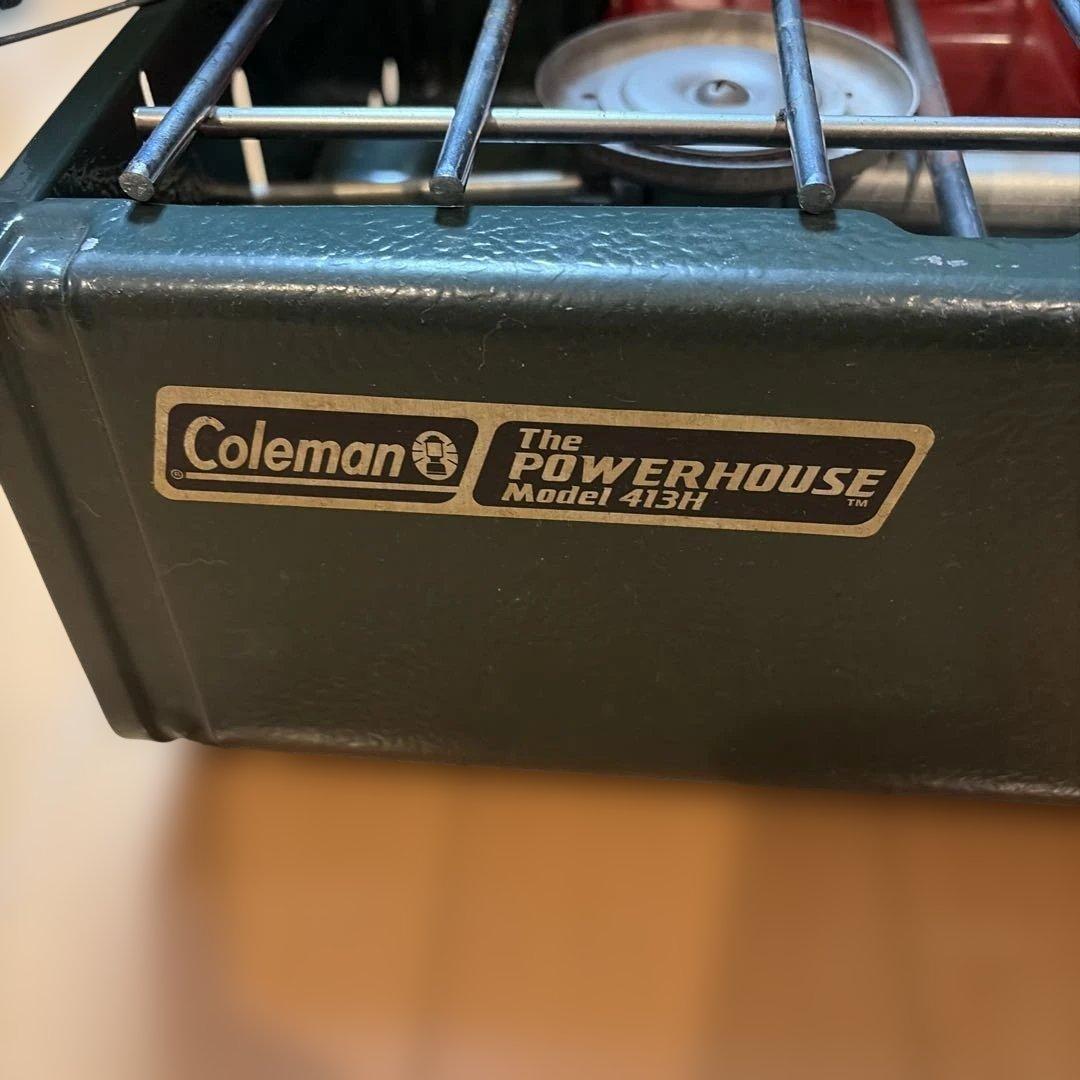 Coleman
®
The
POWERHOUSE
Model 413H
™